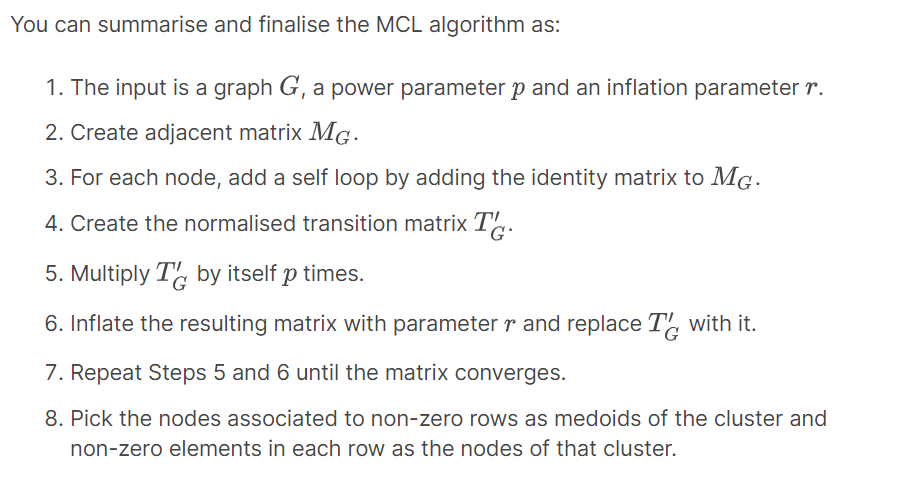 You can summarise and finalise the MCL algorithm as:
1. The input is a graph G, a power parameter p and an inflation parameter r.
2. Create adjacent matrix M_G.
3. For each node, add a self loop by adding the identity matrix to M_G.
4. Create the normalised transition matrix T'_G.
5. Multiply T'_G by itself p times.
6. Inflate the resulting matrix with parameter r and replace T'_G with it.
7. Repeat Steps 5 and 6 until the matrix converges.
8. Pick the nodes associated to non-zero rows as medoids of the cluster and
non-zero elements in each row as the nodes of that cluster.